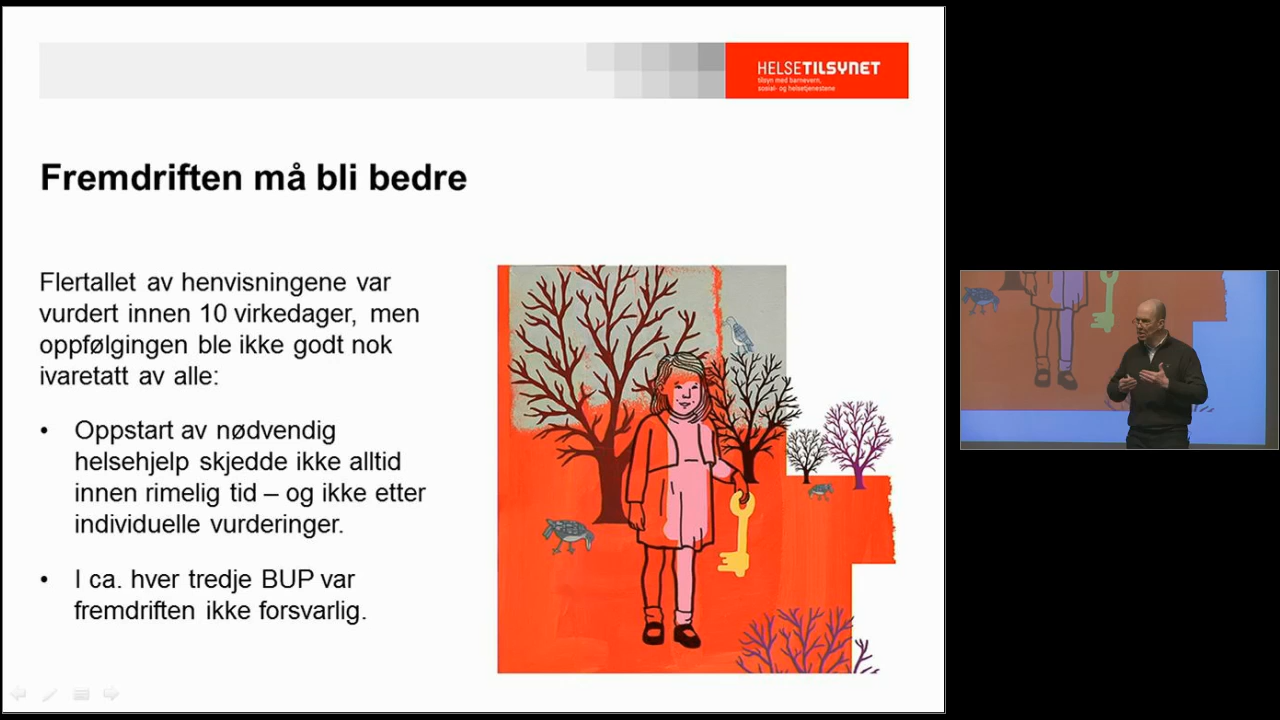 HELSETILSYNET
tilsyn med barnevern,
sosial- og helsetjenestene
Fremdriften må bli bedre
Flertallet av henvisningene var
vurdert innen 10 virkedager, men
oppfølgingen ble ikke godt nok
ivaretatt av alle:
• Oppstart av nødvendig
helsehjelp skjedde ikke alltid
innen rimelig tid – og ikke etter
individuelle vurderinger.
• I ca. hver tredje BUP var
fremdriften ikke forsvarlig.